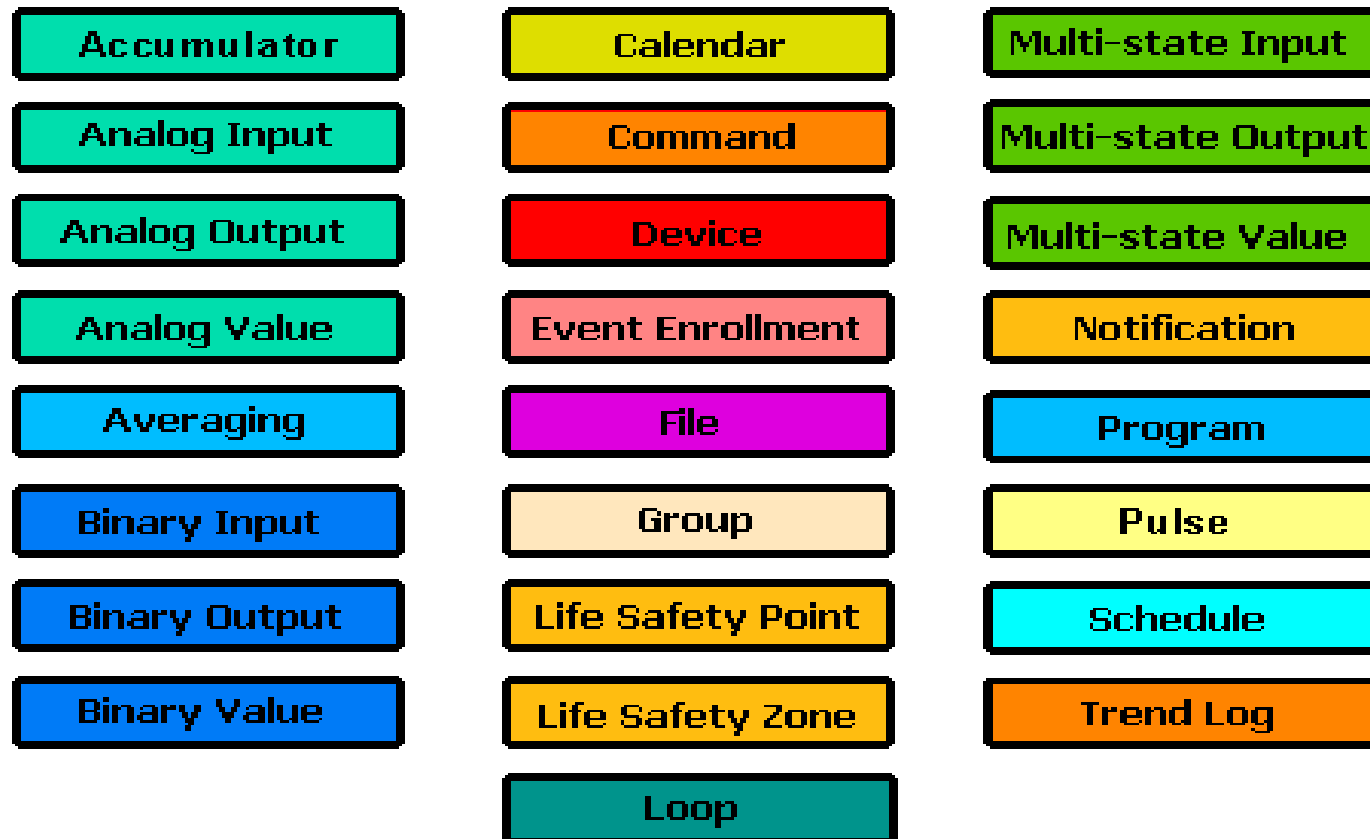 Accumulator
Analog Input
Analog Output
Analog Value
Averaging
Binary Input
Binary Output
Binary Value
Calendar
Command
Device
Event Enrollment
File
Group
Life Safety Point
Life Safety Zone
Loop
Multi-state Input
Multi-state Output
Multi-state Value
Notification
Program
Pulse
Schedule
Trend Log